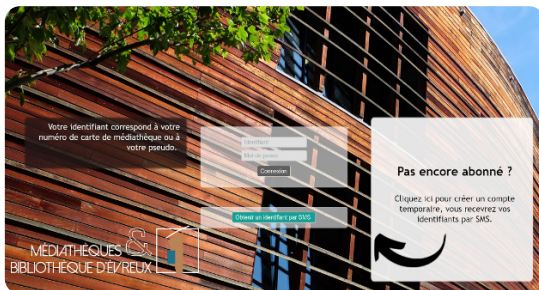 Votre identifiant correspond à votre
numéro de carte de médiathèque ou à
votre pseudo.
Identifiant
Mot de passe
Connexion
Obtenir un identifiant par SMS
Pas encore abonné ?
Cliquez ici pour créer un compte
temporaire, vous recevrez vos
identifiants par SMS.
MÉDIATHÈQUES &
BIBLIOTHÈQUE D'ÉVREUX